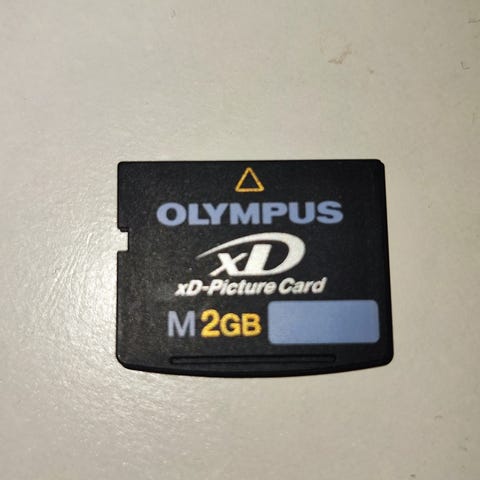 OLYMPUS
xD
xD-Picture Card
M 2GB